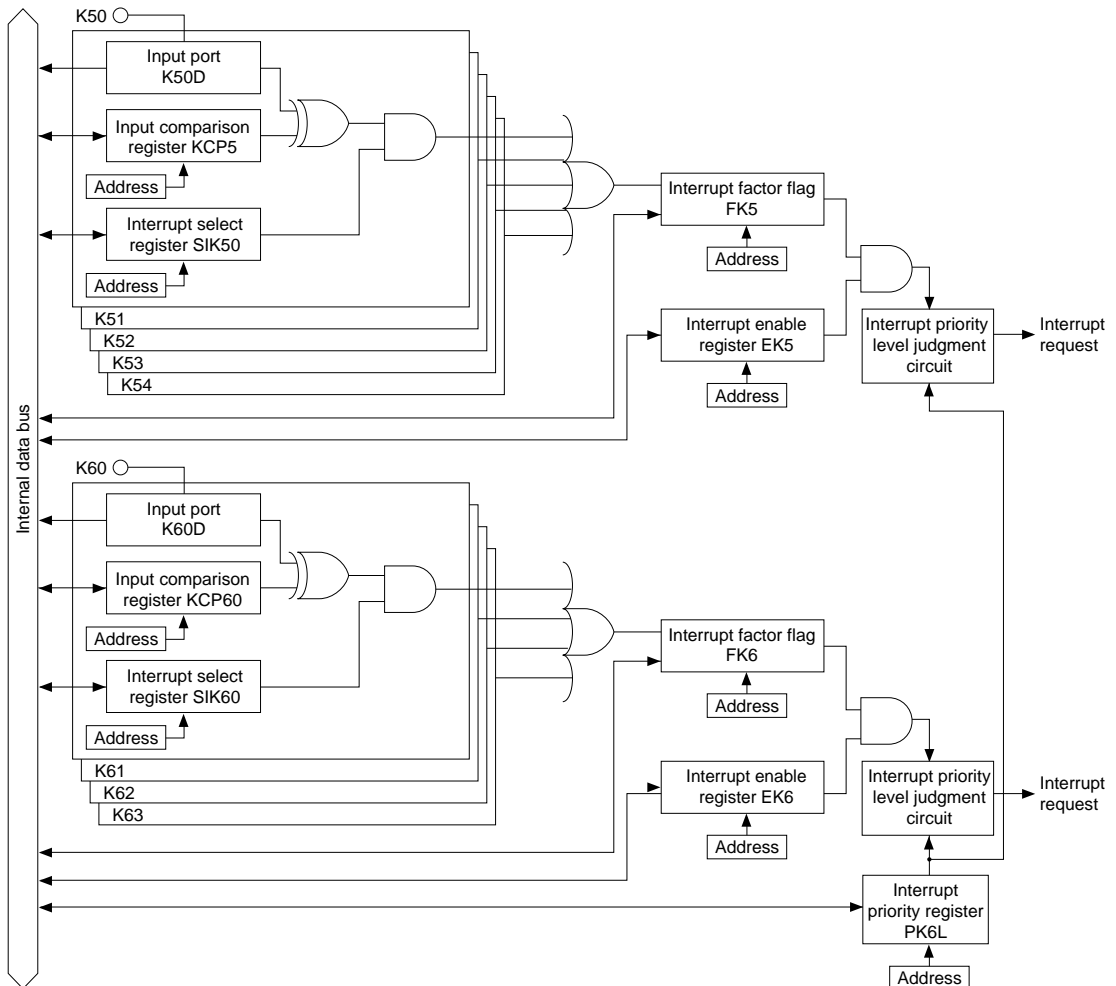 K50
Input port
K50D
Input comparison
register KCP5
Address
Interrupt select
register SIK50
Address
K51
K52
K53
K54
Interrupt factor flag
FK5
Address
Interrupt enable
register EK5
Address
Interrupt priority
level judgment
circuit
Interrupt
request
Internal data bus
K60
Input port
K60D
Input comparison
register KCP60
Address
Interrupt select
register SIK60
Address
K61
K62
K63
Interrupt factor flag
FK6
Address
Interrupt enable
register EK6
Address
Interrupt priority
level judgment
circuit
Interrupt
request
Interrupt
priority register
PK6L
Address